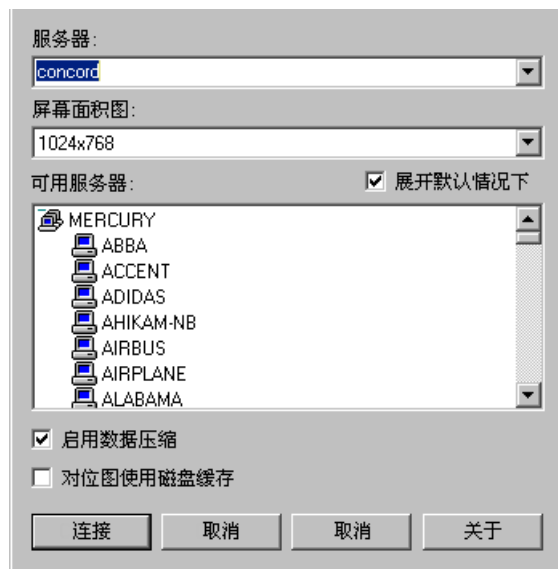 服务器:
concord
屏幕面积图:
1024x768
可用服务器:
展开默认情况下
MERCURY
ABBA
ACCENT
ADIDAS
AHIKAM-NB
AIRBUS
AIRPLANE
ALABAMA
启用数据压缩
对位图使用磁盘缓存
连接 取消 取消 关于